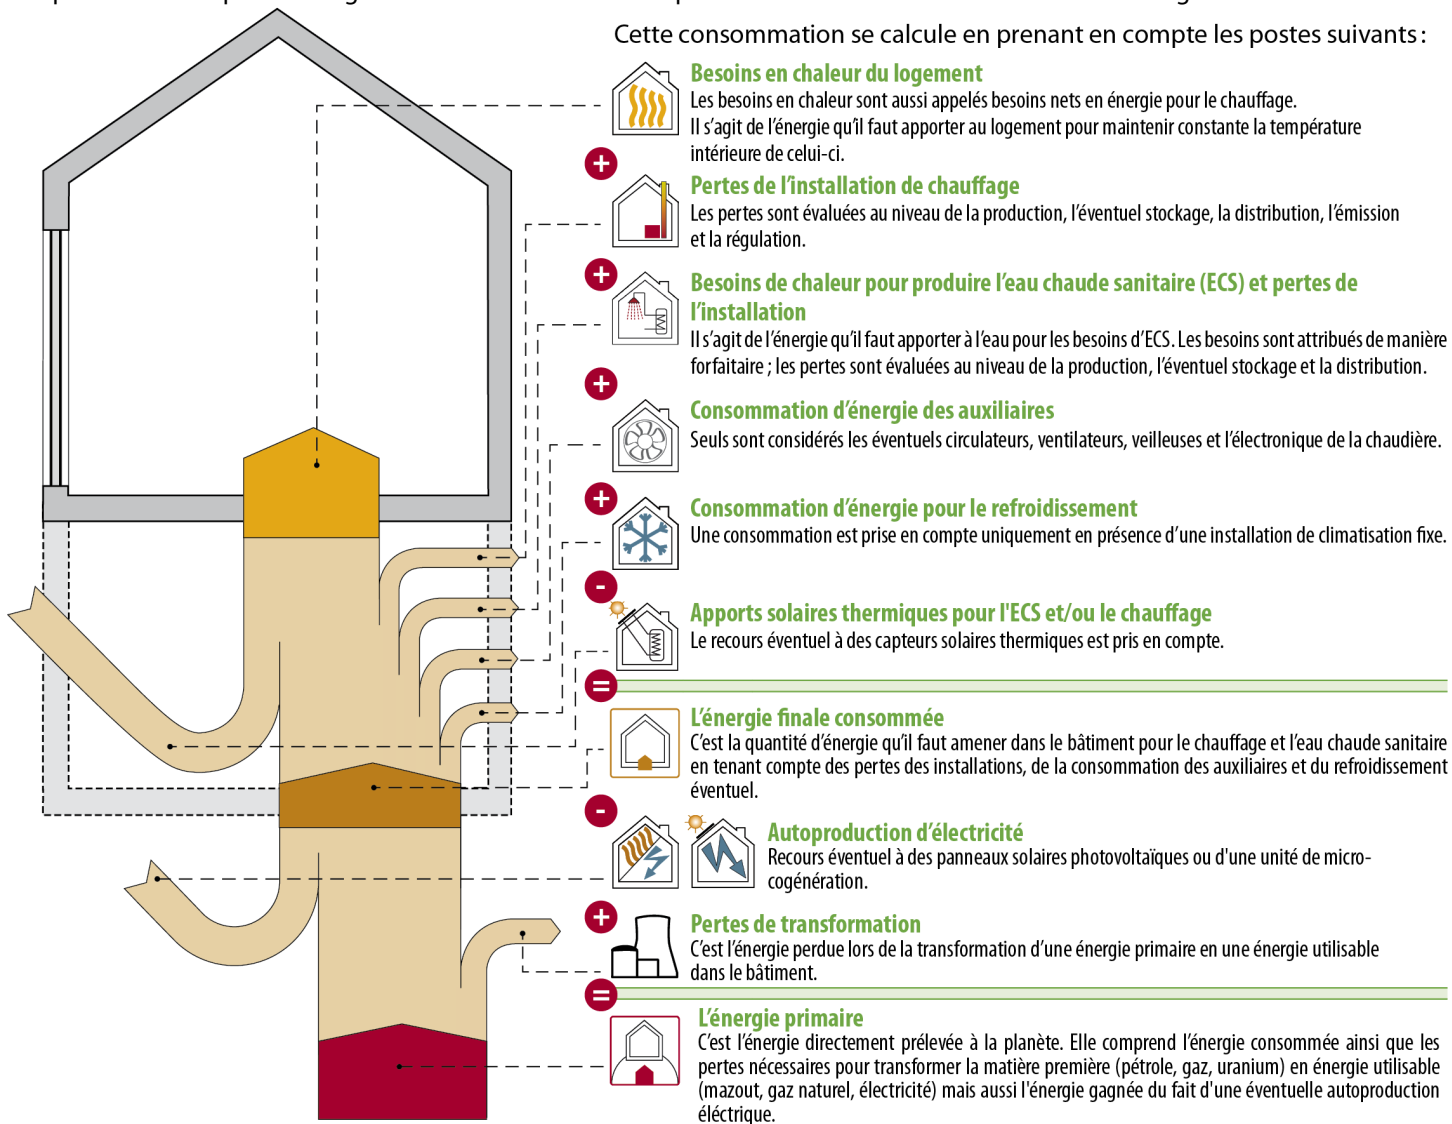 Cette consommation se calcule en prenant en compte les postes suivants :
Besoins en chaleur du logement
Les besoins en chaleur sont aussi appelés besoins nets en énergie pour le chauffage.
Il s’agit de l’énergie qu’il faut apporter au logement pour maintenir constante la température
intérieure de celui-ci.
+
Pertes de l’installation de chauffage
Les pertes sont évaluées au niveau de la production, l’éventuel stockage, la distribution, l’émission
et la régulation.
+
Besoins de chaleur pour produire l’eau chaude sanitaire (ECS) et pertes de
l’installation
Il s’agit de l’énergie qu’il faut apporter à l’eau pour les besoins d’ECS. Les besoins sont attribués de manière
forfaitaire ; les pertes sont évaluées au niveau de la production, l’éventuel stockage et la distribution.
+
Consommation d’énergie des auxiliaires
Seuls sont considérés les éventuels circulateurs, ventilateurs, veilleuses et l’électronique de la chaudière.
+
Consommation d’énergie pour le refroidissement
Une consommation est prise en compte uniquement en présence d’une installation de climatisation fixe.
-
Apports solaires thermiques pour l'ECS et/ou le chauffage
Le recours éventuel à des capteurs solaires thermiques est pris en compte.
=
L’énergie finale consommée
C’est la quantité d’énergie qu’il faut amener dans le bâtiment pour le chauffage et l’eau chaude sanitaire
en tenant compte des pertes des installations, de la consommation des auxiliaires et du refroidissement
éventuel.
-
Autoproduction d’électricité
Recours éventuel à des panneaux solaires photovoltaïques ou d'une unité de micro-
cogénération.
+
Pertes de transformation
C’est l’énergie perdue lors de la transformation d’une énergie primaire en une énergie utilisable
dans le bâtiment.
=
L’énergie primaire
C’est l’énergie directement prélevée à la planète. Elle comprend l’énergie consommée ainsi que les
pertes nécessaires pour transformer la matière première (pétrole, gaz, uranium) en énergie utilisable
(mazout, gaz naturel, électricité) mais aussi l'énergie gagnée du fait d'une éventuelle autoproduction
éléctrique.